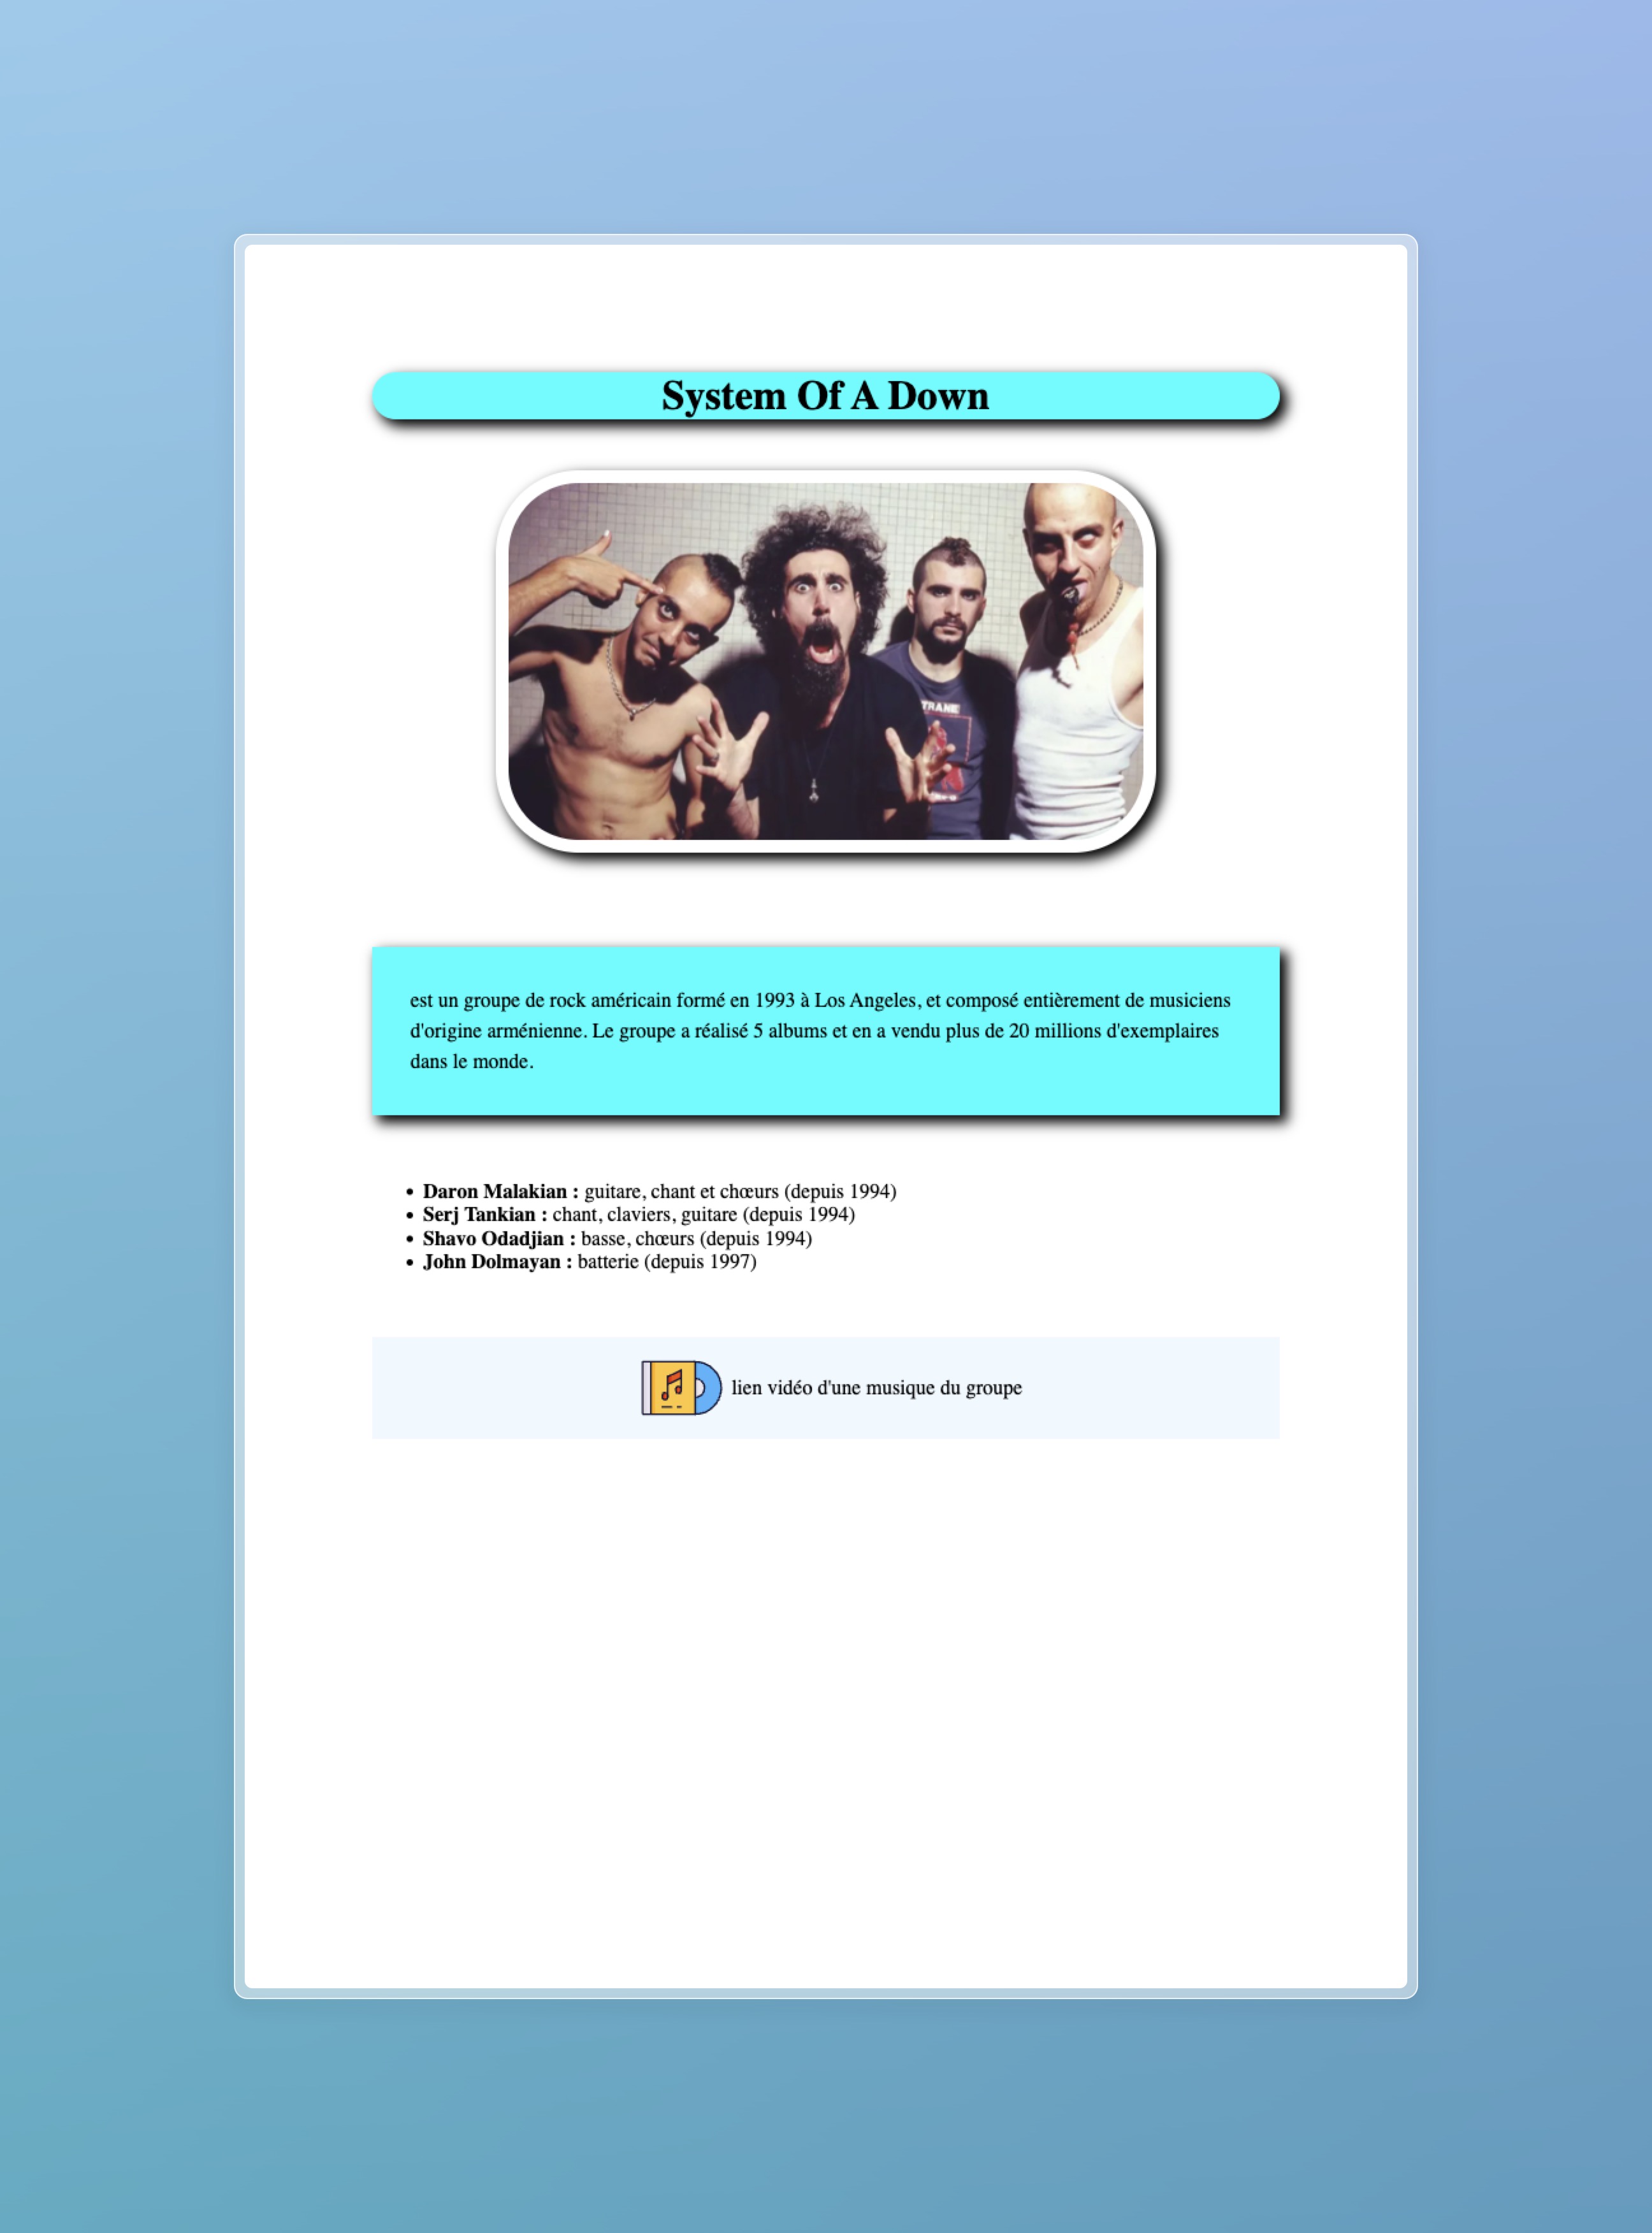 System Of A Down
TRANE
est un groupe de rock américain formé en 1993 à Los Angeles, et composé entièrement de musiciens
d'origine arménienne. Le groupe a réalisé 5 albums et en a vendu plus de 20 millions d'exemplaires
dans le monde.
• Daron Malakian : guitare, chant et chœurs (depuis 1994)
• Serj Tankian : chant, claviers, guitare (depuis 1994)
• Shavo Odadjian : basse, chœurs (depuis 1994)
• John Dolmayan : batterie (depuis 1997)
lien vidéo d'une musique du groupe